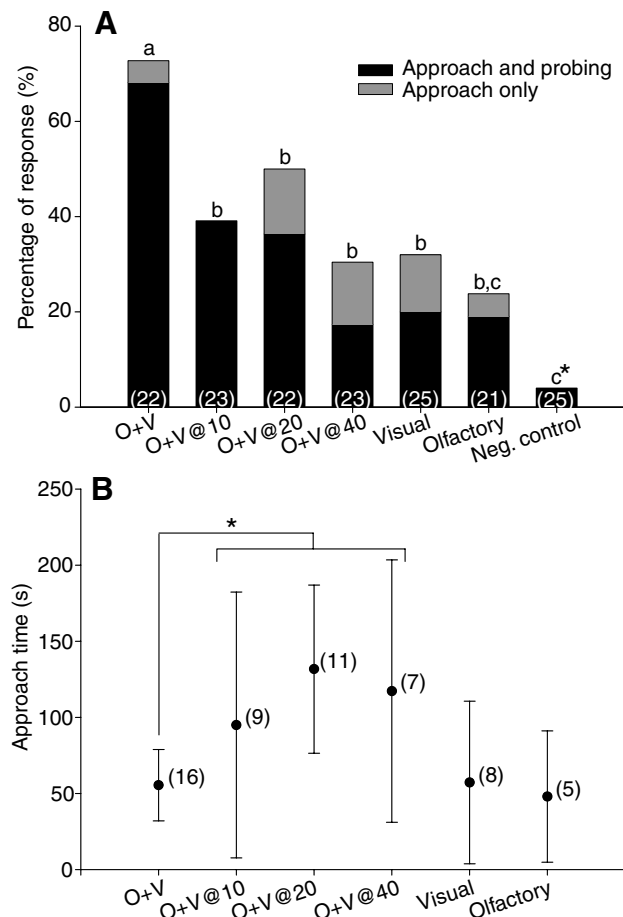 A
80
60
40
20
0
Percentage of response (%)
Approach and probing
Approach only
a
b
b
b
b
b,c
c*
(22)
(23)
(22)
(23)
(25)
(21)
(25)
O+V
O+V@10
O+V@20
O+V@40
Visual
Olfactory
Neg. control
B
250
200
150
100
50
0
Approach time (s)
*
(16)
(9)
(11)
(7)
(8)
(5)
O+V
O+V@10
O+V@20
O+V@40
Visual
Olfactory